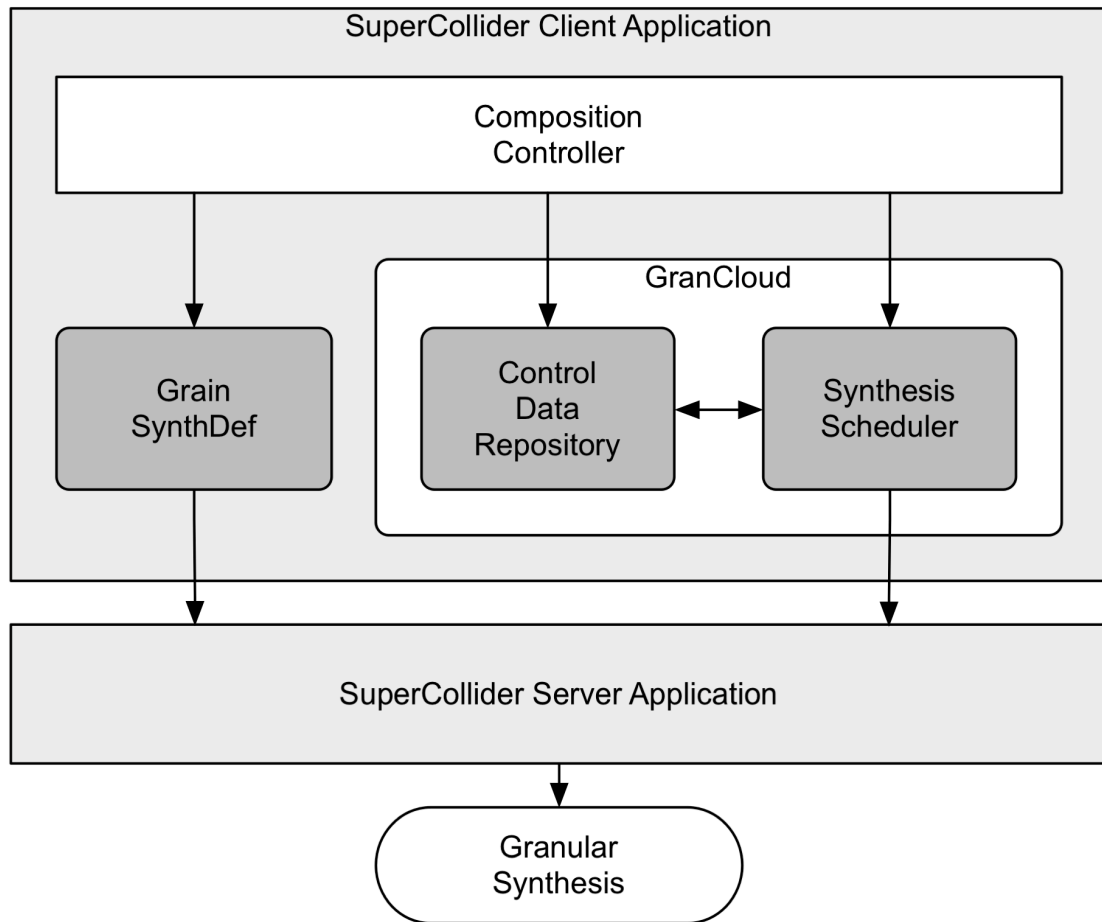 SuperCollider Client Application
Composition
Controller
GranCloud
Grain
SynthDef
Control
Data
Repository
Synthesis
Scheduler
SuperCollider Server Application
Granular
Synthesis